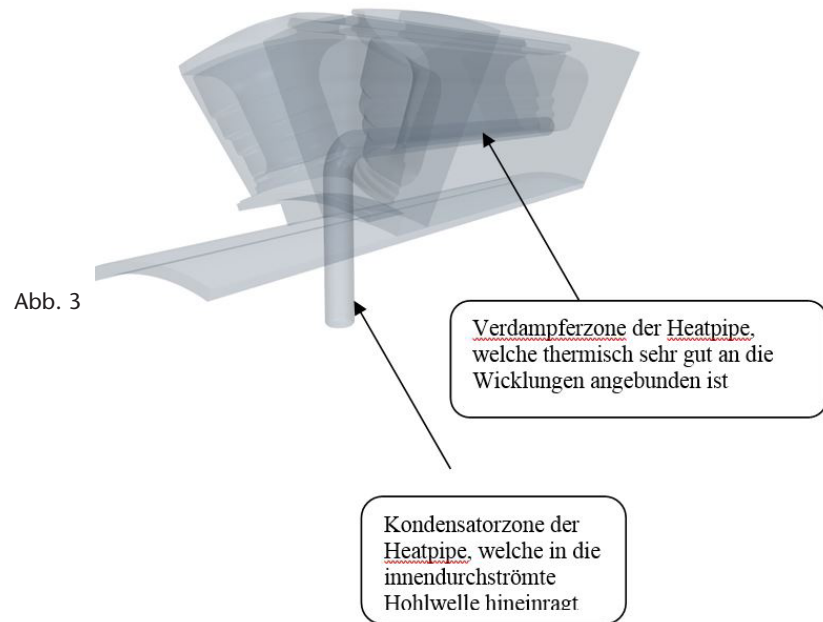 Abb. 3
Verdampferzone der Heatpipe,
welche thermisch sehr gut an die
Wicklungen angebunden ist
Kondensatorzone der
Heatpipe, welche in die
innendurchströmte
Hohlwelle hineinragt